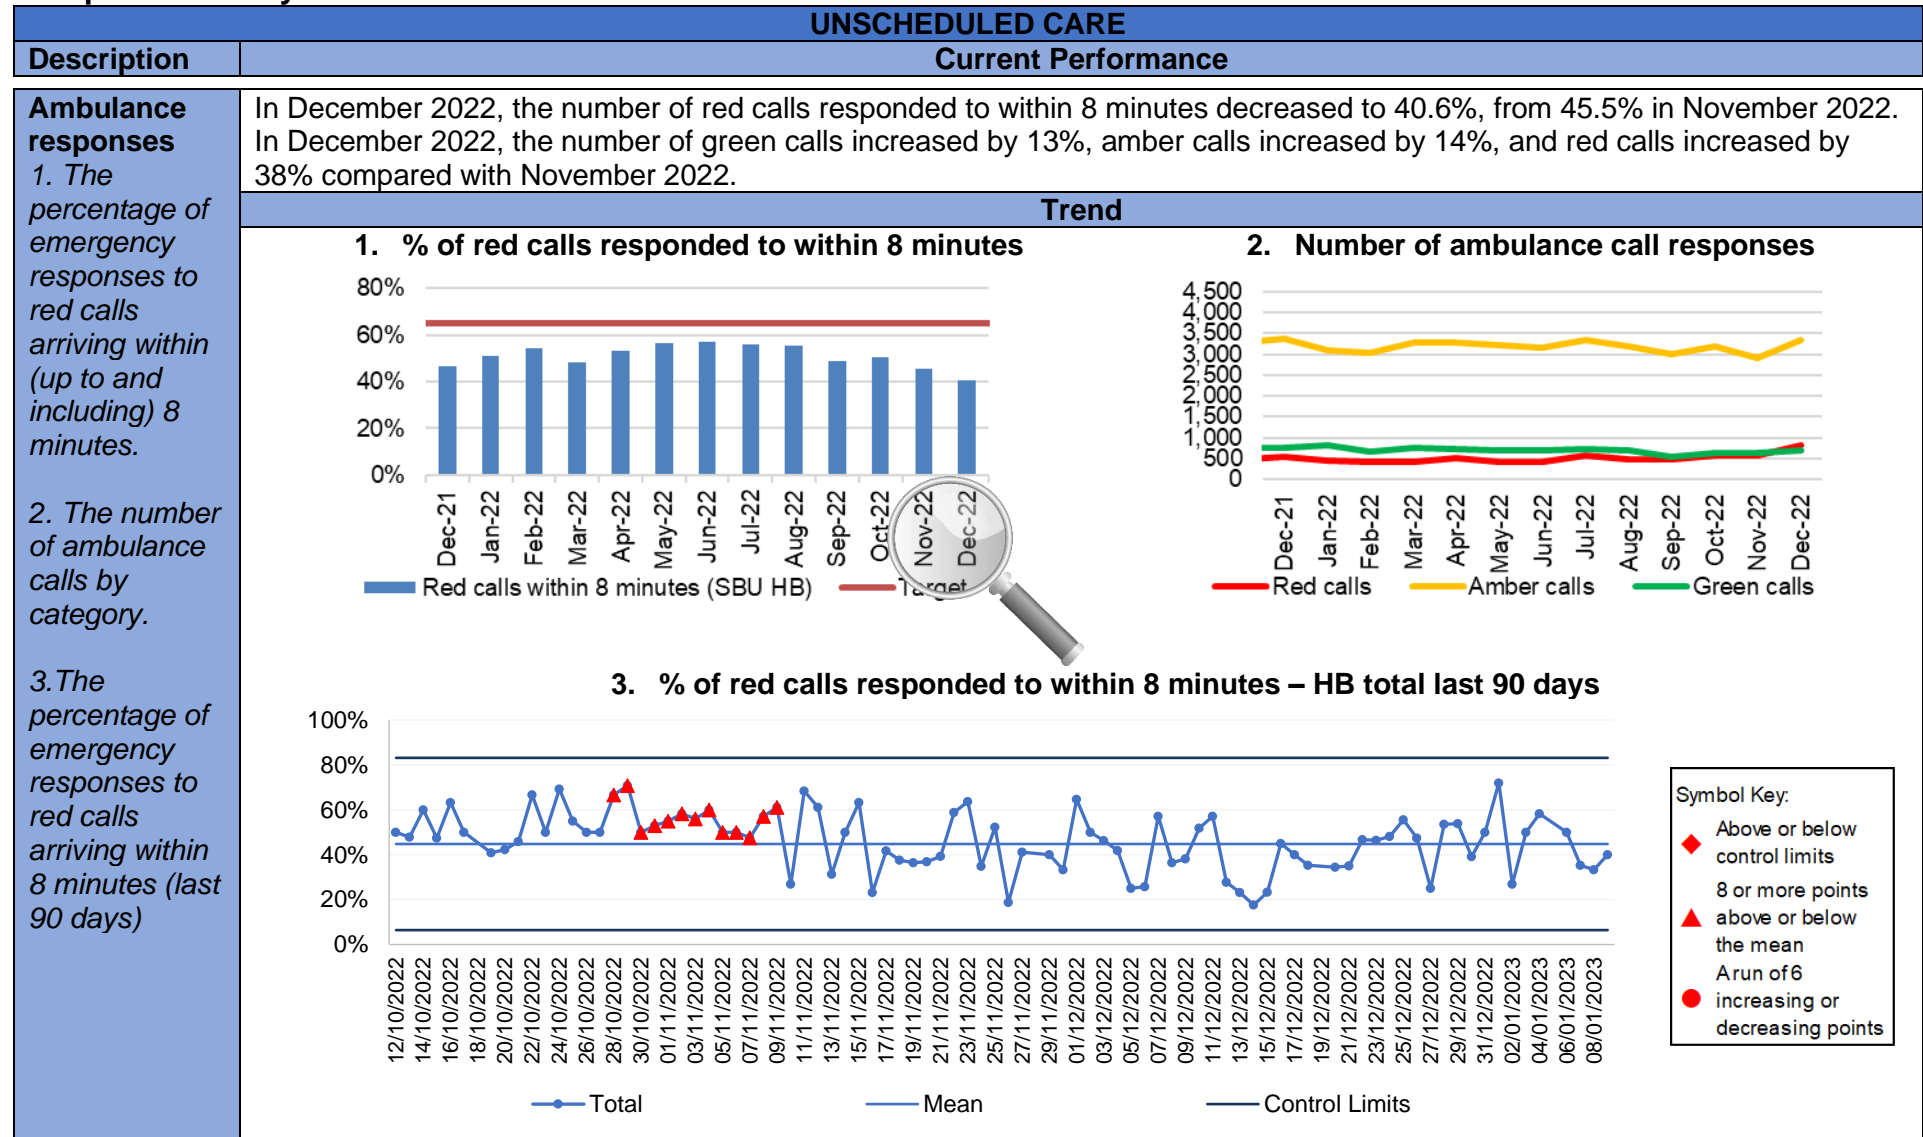 UNSCHEDULED CARE
Description
Current Performance
Ambulance
responses
1. The
percentage of
emergency
responses to
red calls
arriving within
(up to and
including) 8
minutes.
2. The number
of ambulance
calls by
category.
3.The
percentage of
emergency
responses to
red calls
arriving within
8 minutes (last
90 days)
In December 2022, the number of red calls responded to within 8 minutes decreased to 40.6%, from 45.5% in November 2022.
In December 2022, the number of green calls increased by 13%, amber calls increased by 14%, and red calls increased by
38% compared with November 2022.
Trend
1. % of red calls responded to within 8 minutes
80%
60%
40%
20%
0%
Dec-21
Jan-22
Feb-22
Mar-22
Apr-22
May-22
Jun-22
Jul-22
Aug-22
Sep-22
Oct-22
Nov-22
Dec-22
Red calls within 8 minutes (SBU HB)
Target
2. Number of ambulance call responses
4,500
4,000
3,500
3,000
2,500
2,000
1,500
1,000
500
0
Dec-21
Jan-22
Feb-22
Mar-22
Apr-22
May-22
Jun-22
Jul-22
Aug-22
Sep-22
Oct-22
Nov-22
Dec-22
Red calls
Amber calls
Green calls
3. % of red calls responded to within 8 minutes – HB total last 90 days
100%
80%
60%
40%
20%
0%
12/10/2022
14/10/2022
16/10/2022
18/10/2022
20/10/2022
22/10/2022
24/10/2022
26/10/2022
28/10/2022
30/10/2022
01/11/2022
03/11/2022
05/11/2022
07/11/2022
09/11/2022
11/11/2022
13/11/2022
15/11/2022
17/11/2022
19/11/2022
21/11/2022
23/11/2022
25/11/2022
27/11/2022
29/11/2022
01/12/2022
03/12/2022
05/12/2022
07/12/2022
09/12/2022
11/12/2022
13/12/2022
15/12/2022
17/12/2022
19/12/2022
21/12/2022
23/12/2022
25/12/2022
27/12/2022
29/12/2022
31/12/2022
02/01/2023
04/01/2023
06/01/2023
08/01/2023
Total
Mean
Control Limits
Symbol Key:
Above or below
control limits
8 or more points
above or below
the mean
A run of 6
increasing or
decreasing points